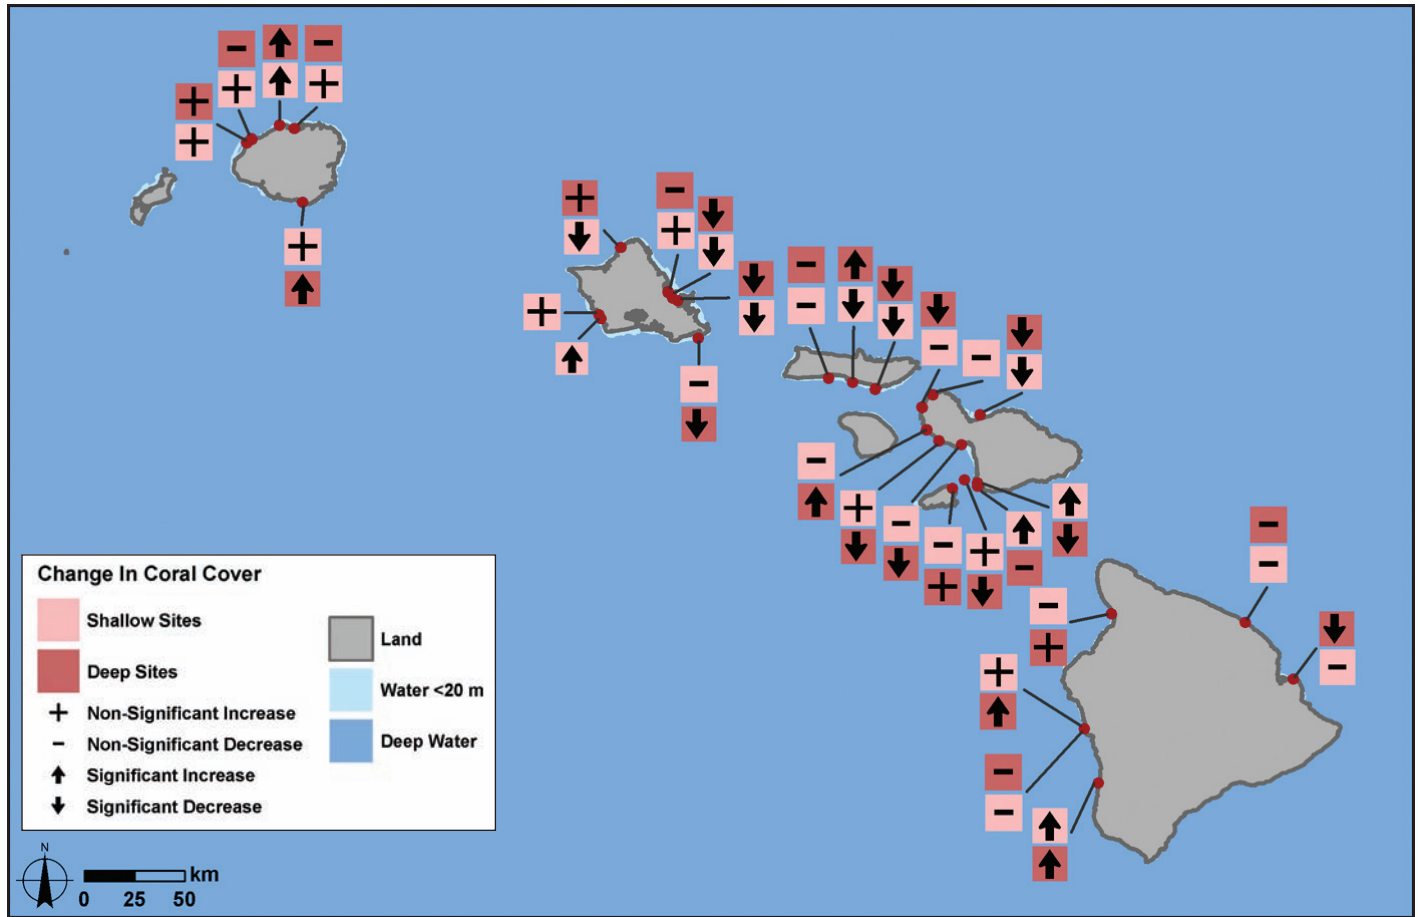 Change In Coral Cover
Shallow Sites
Deep Sites
+ Non-Significant Increase
- Non-Significant Decrease
Significant Increase
Significant Decrease
Land
Water <20 m
Deep Water
N
km
0 25 50